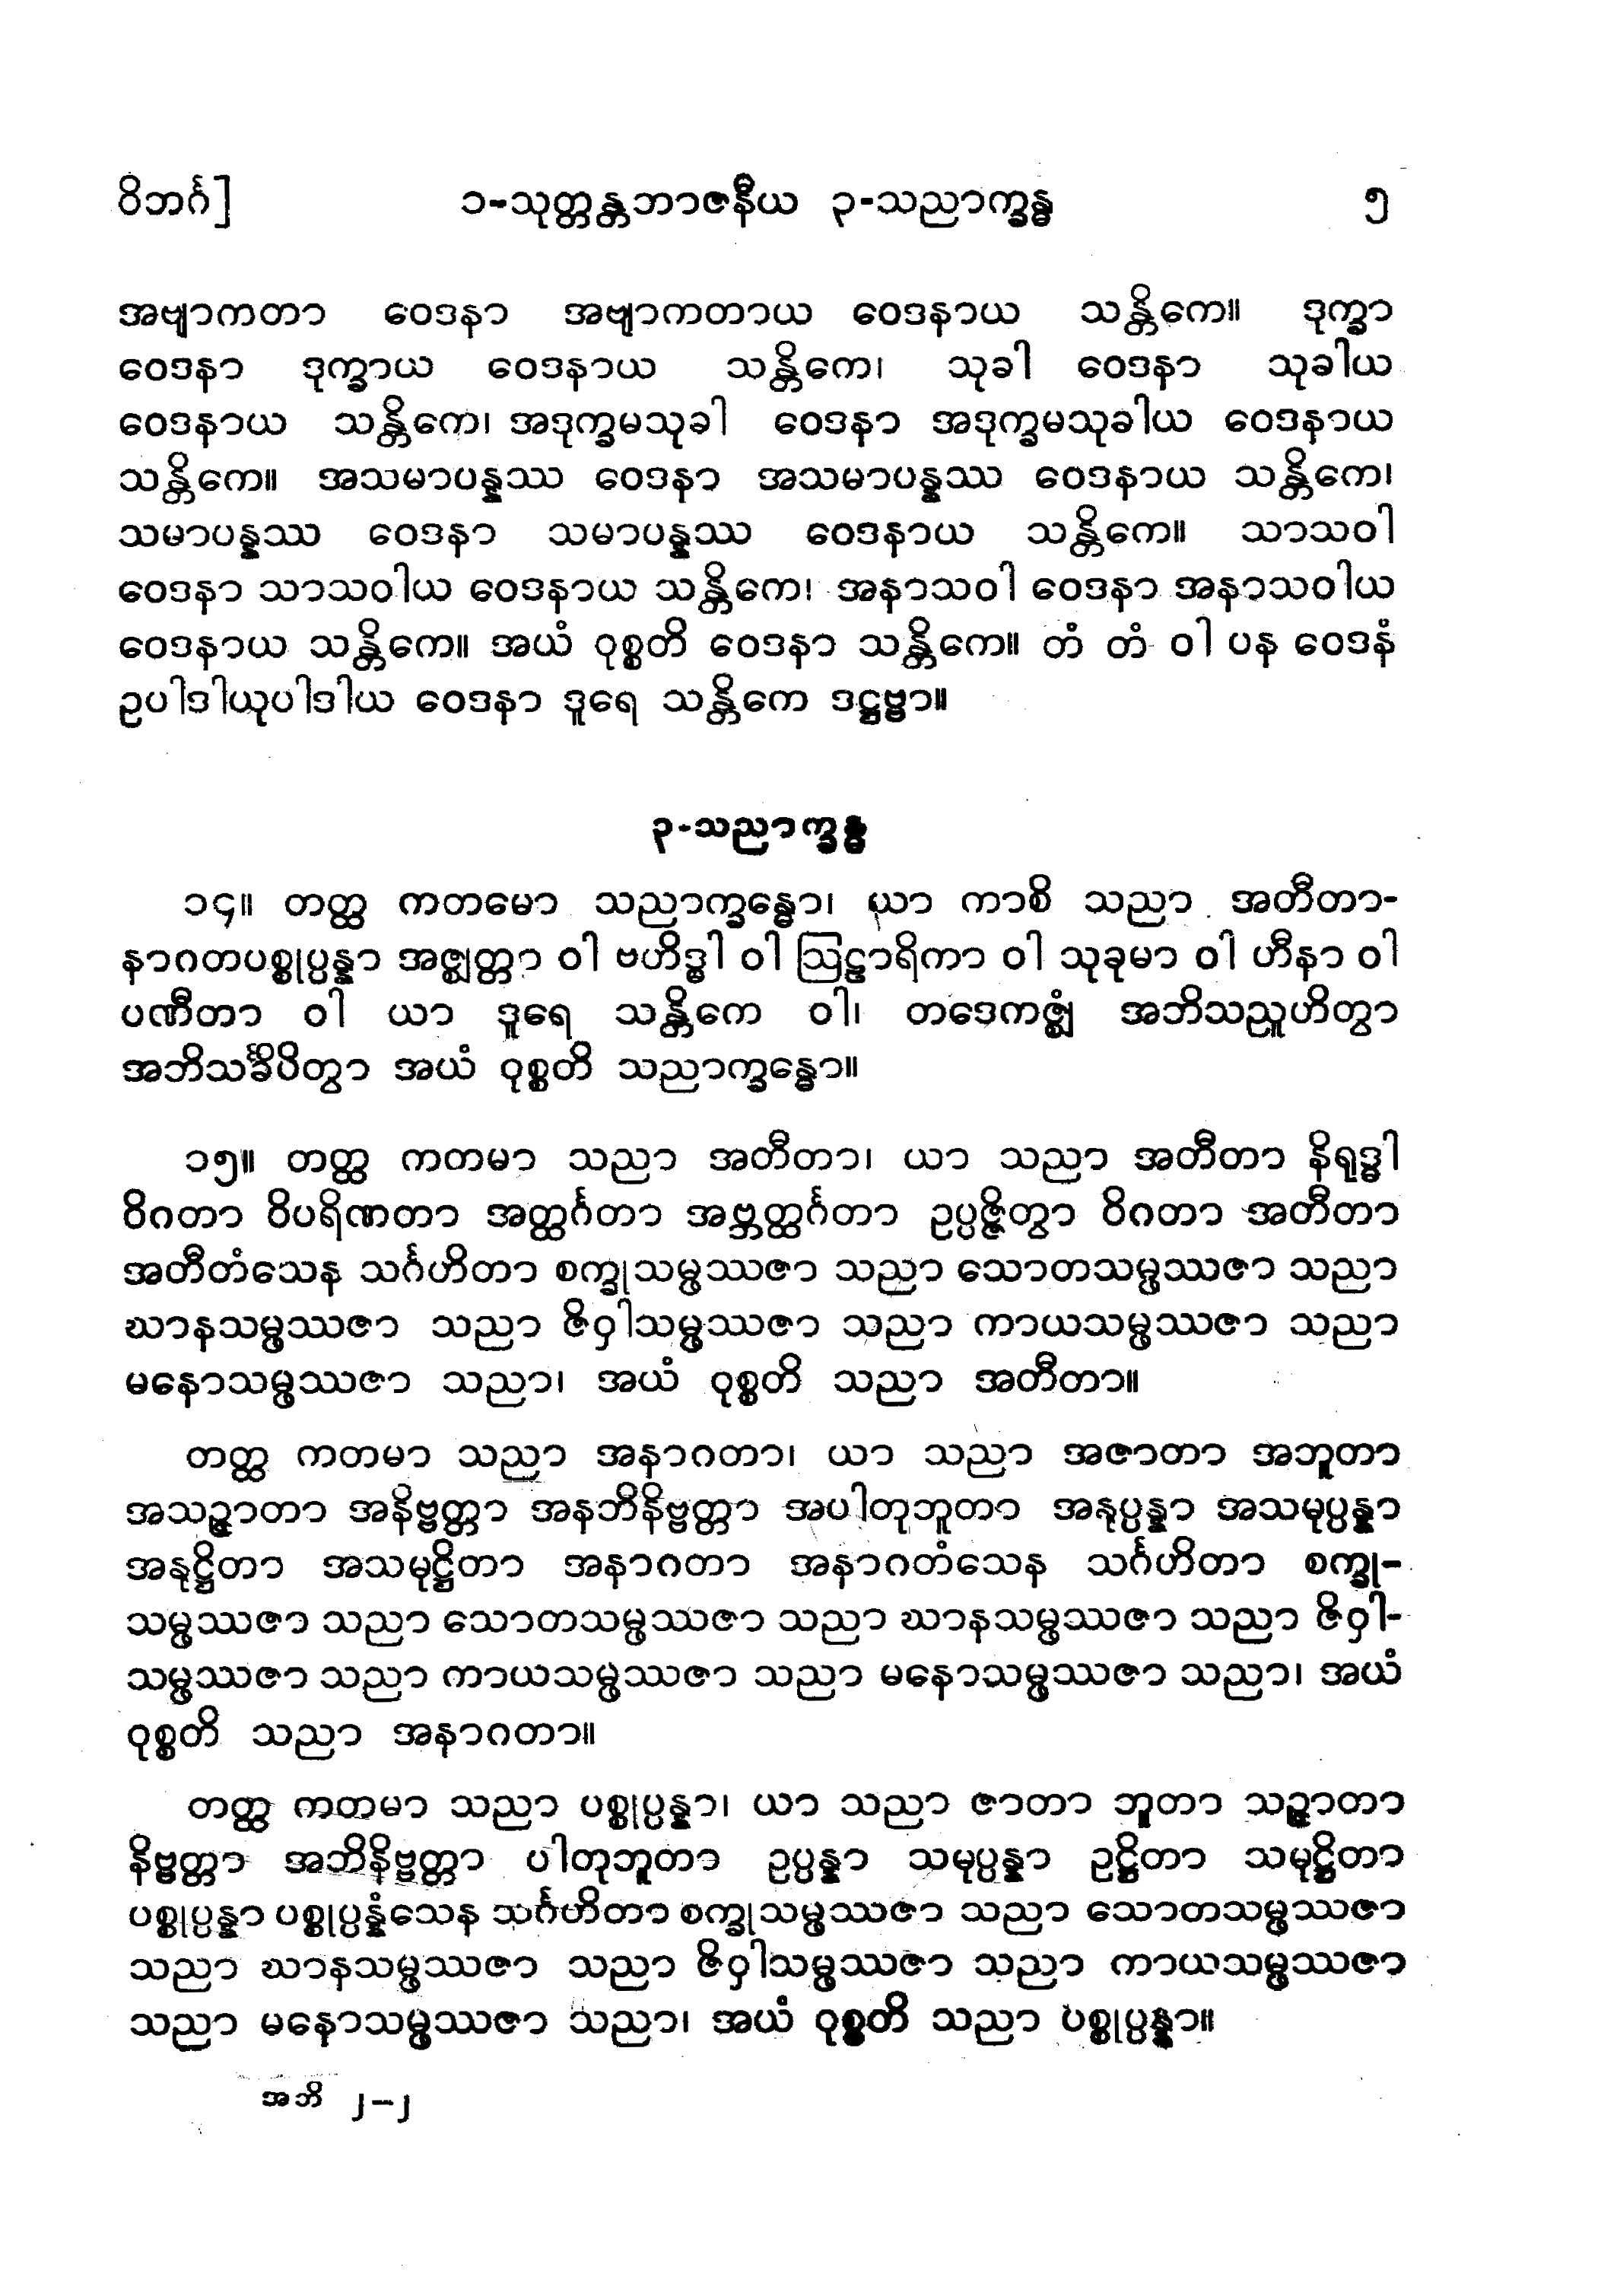 ဝိဘင်္ဂ]	၁-သုတ္တန္တဘာဇနီယ ၃-သညာက္ခန္ဓ	၅
အဗျာကတာ ဝေဒနာ အဗျာကတာယ ဝေဒနာယ သန္တိကေ။ ဒုက္ခာ
ဝေဒနာ ဒုက္ခာယ ဝေဒနာယ သန္တိကေ၊ သုခါ ဝေဒနာ သုခါယ
ဝေဒနာယ သန္တိကေ၊ အဒုက္ခမသုခါ ဝေဒနာ အဒုက္ခမသုခါယ ဝေဒနာယ
သန္တိကေ။ အသမာပန္နဿ ဝေဒနာ အသမာပန္နဿ ဝေဒနာယ သန္တိကေ၊
သမာပန္နဿ ဝေဒနာ သမာပန္နဿ ဝေဒနာယ သန္တိကေ။ သာသဝါ
ဝေဒနာ သာသဝါယ ဝေဒနာယ သန္တိကေ၊ အနာသဝါ ဝေဒနာ အနာသဝါယ
ဝေဒနာယ သန္တိကေ။ အယံ ဝုစ္စတိ ဝေဒနာ သန္တိကေ။ တံ တံ ဝါ ပန ဝေဒနံ
ဥပါဒါယုပါဒါယ ဝေဒနာ ဒူရေ သန္တိကေ ဒဋ္ဌဗ္ဗာ။
၃-သညာက္ခန္ဓ
၁၄။ တတ္ထ ကတမော သညာက္ခန္ဓော၊ ယာ ကာစိ သညာ အတီတာ-
နာဂတပစ္စုပ္ပန္နာ အဇ္ဈတ္တာ ဝါ ဗဟိဒ္ဓါ ဝါ ဩဠာရိကာ ဝါ သုခုမာ ဝါ ဟီနာ ဝါ
ပဏီတာ ဝါ ယာ ဒူရေ သန္တိကေ ဝါ၊ တဒေကဇ္ဈံ အဘိသညူဟိတွာ
အဘိသင်္ခိပိတွာ အယံ ဝုစ္စတိ သညာက္ခန္ဓော။
၁၅။ တတ္ထ ကတမာ သညာ အတီတာ၊ ယာ သညာ အတီတာ နိရုဒ္ဓါ
ဝိဂတာ ဝိပရိဏတာ အတ္ထင်္ဂတာ အဗ္ဘတ္ထင်္ဂတာ ဥပ္ပဇ္ဇိတွာ ဝိဂတာ အတီတာ
အတီတံသေန သင်္ဂဟိတာ စက္ခုသမ္ဖဿဇာ သညာ သောတသမ္ဖဿဇာ သညာ
ဃာနသမ္ဖဿဇာ သညာ ဇိဝှါသမ္ဖဿဇာ သညာ ကာယသမ္ဖဿဇာ သညာ
မနောသမ္ဖဿဇာ သညာ၊ အယံ ဝုစ္စတိ သညာ အတီတာ။
တတ္ထ ကတမာ သညာ အနာဂတာ၊ ယာ သညာ အဇာတာ အဘူတာ
အသဉ္ဇာတာ အနိဗ္ဗတ္တာ အနဘိနိဗ္ဗတ္တာ အပါတုဘူတာ အနုပ္ပန္နာ အသမုပ္ပန္နာ
အနုဋ္ဌိတာ အသမုဋ္ဌိတာ အနာဂတာ အနာဂတံသေန သင်္ဂဟိတာ စက္ခု-
သမ္ဖဿဇာ သညာ သောတသမ္ဖဿဇာ သညာ ဃာနသမ္ဖဿဇာ သညာ ဇိဝှါ-
သမ္ဖဿဇာ သညာ ကာယသမ္ဖဿဇာ သညာ မနောသမ္ဖဿဇာ သညာ၊ အယံ
ဝုစ္စတိ သညာ အနာဂတာ။
တတ္ထ ကတမာ သညာ ပစ္စုပ္ပန္နာ၊ ယာ သညာ ဇာတာ ဘူတာ သဉ္ဇာတာ
နိဗ္ဗတ္တာ အဘိနိဗ္ဗတ္တာ ပါတုဘူတာ ဥပ္ပန္နာ သမုပ္ပန္နာ ဥဋ္ဌိတာ သမုဋ္ဌိတာ
ပစ္စုပ္ပန္နာ ပစ္စုပ္ပန္နံသေန သင်္ဂဟိတာ စက္ခုသမ္ဖဿဇာ သညာ သောတသမ္ဖဿဇာ
သညာ ဃာနသမ္ဖဿဇာ သညာ ဇိဝှါသမ္ဖဿဇာ သညာ ကာယသမ္ဖဿဇာ
သညာ မနောသမ္ဖဿဇာ သညာ၊ အယံ ဝုစ္စတိ သညာ ပစ္စုပ္ပန္နာ။
အဘိ ၂-၂